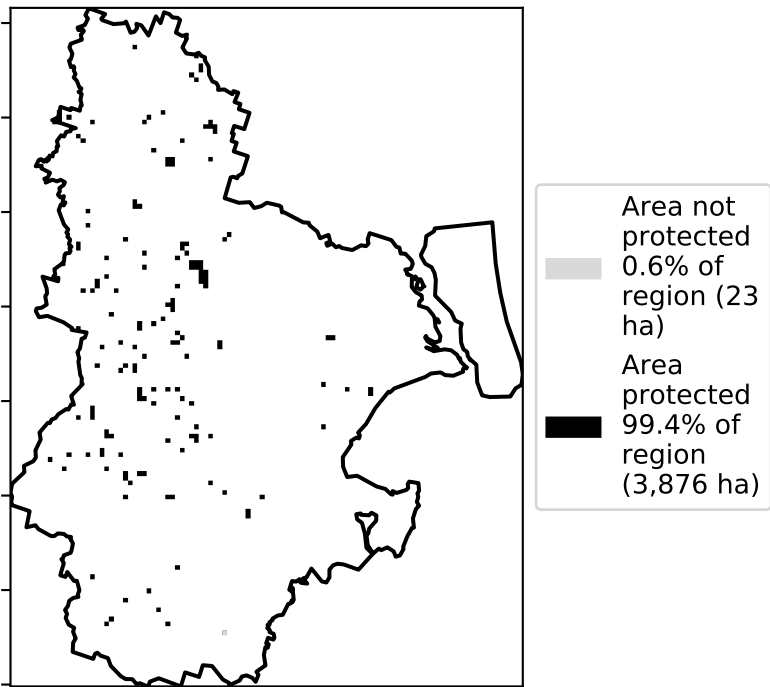 Area not
protected
0.6% of
region (23
ha)
Area
protected
99.4% of
region
(3,876 ha)